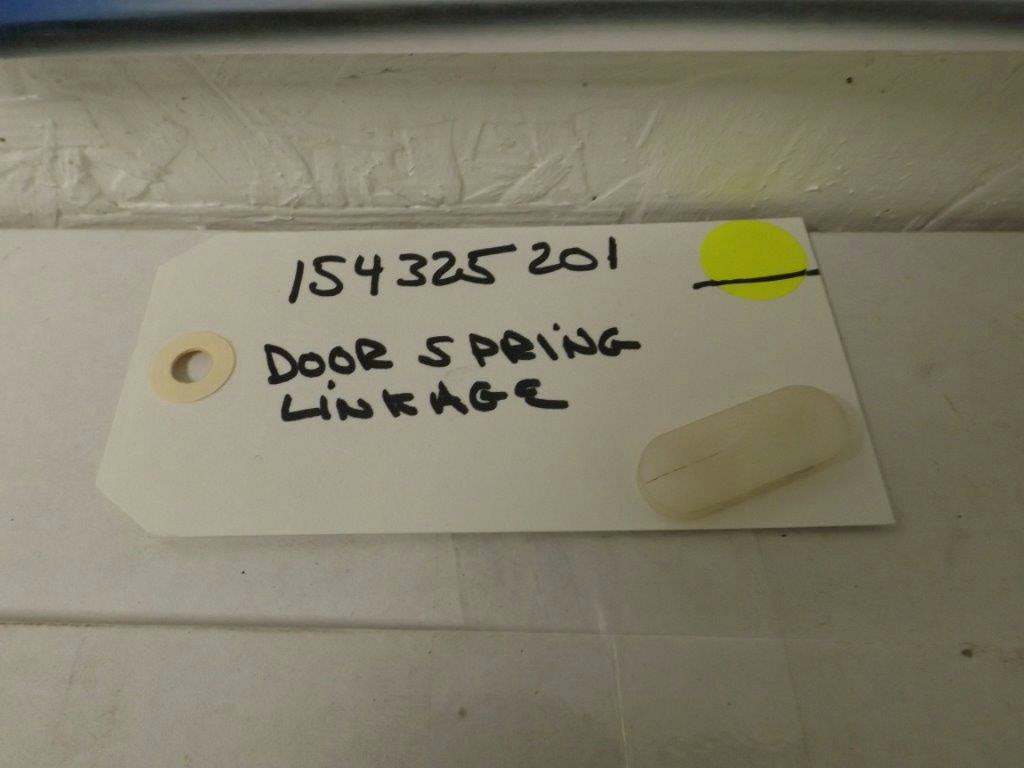 154325201
DOOR SPRING
LINKAGE